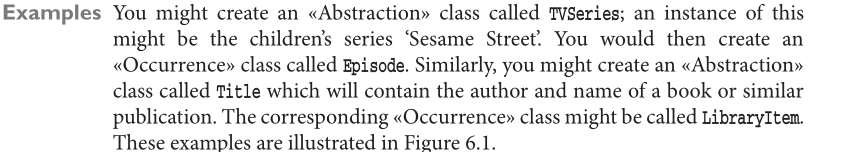 Examples You might create an «Abstraction» class called TVSeries; an instance of this
might be the children’s series ‘Sesame Street’. You would then create an
«Occurrence» class called Episode. Similarly, you might create an «Abstraction»
class called Title which will contain the author and name of a book or similar
publication. The corresponding «Occurrence» class might be called LibraryItem.
These examples are illustrated in Figure 6.1.